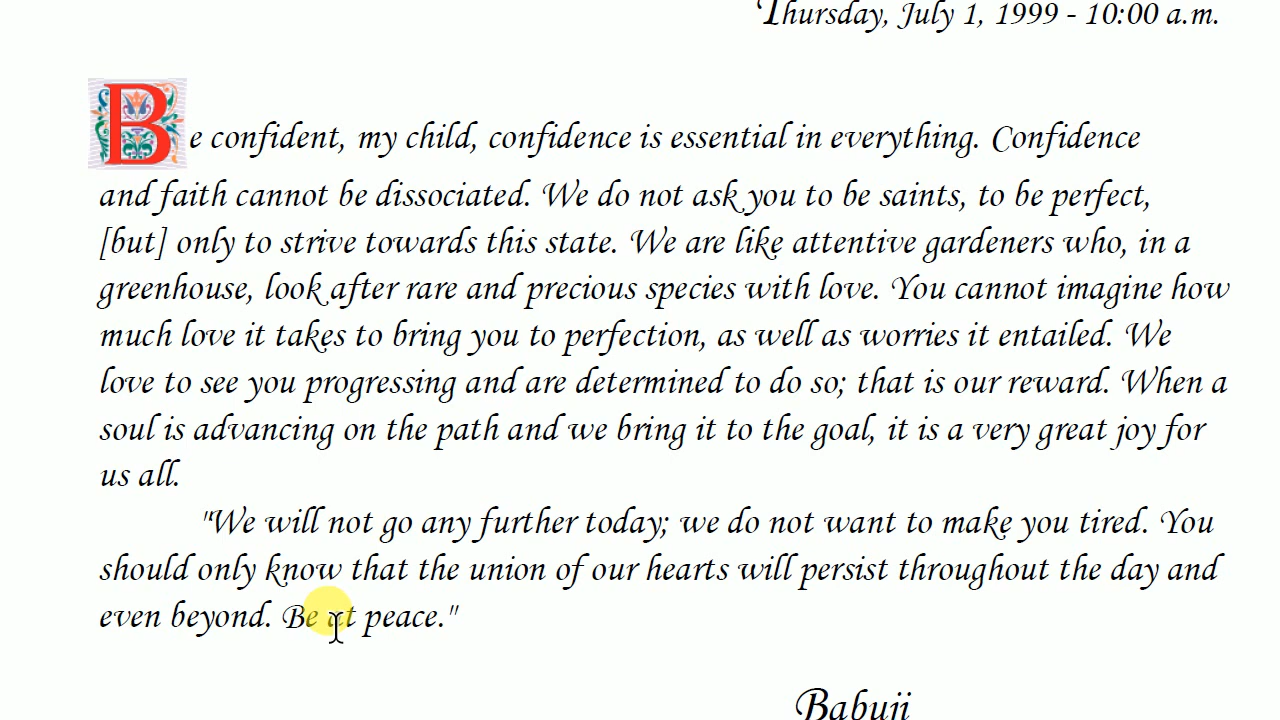 Thursday, July 1, 1999 - 10:00 a.m.
Be confident, my child, confidence is essential in everything. Confidence
and faith cannot be dissociated. We do not ask you to be saints, to be perfect,
[but] only to strive towards this state. We are like attentive gardeners who, in a
greenhouse, look after rare and precious species with love. You cannot imagine how
much love it takes to bring you to perfection, as well as worries it entailed. We
love to see you progressing and are determined to do so; that is our reward. When a
soul is advancing on the path and we bring it to the goal, it is a very great joy for
us all.
"We will not go any further today; we do not want to make you tired. You
should only know that the union of our hearts will persist throughout the day and
even beyond. Be at peace."
Babuji